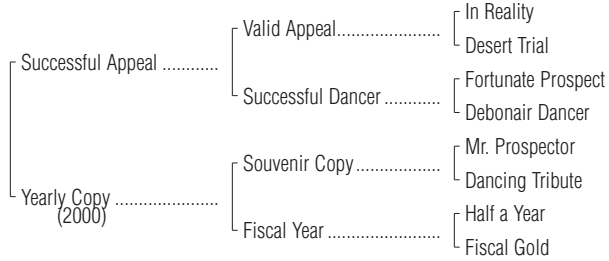 In Reality
Valid Appeal..................
Desert Trial
Successful Appeal ............
Fortunate Prospect
Successful Dancer ............
Debonair Dancer
Mr. Prospector
Souvenir Copy.................
Dancing Tribute
Yearly Copy ......................
(2000)
Half a Year
Fiscal Year .......................
Fiscal Gold